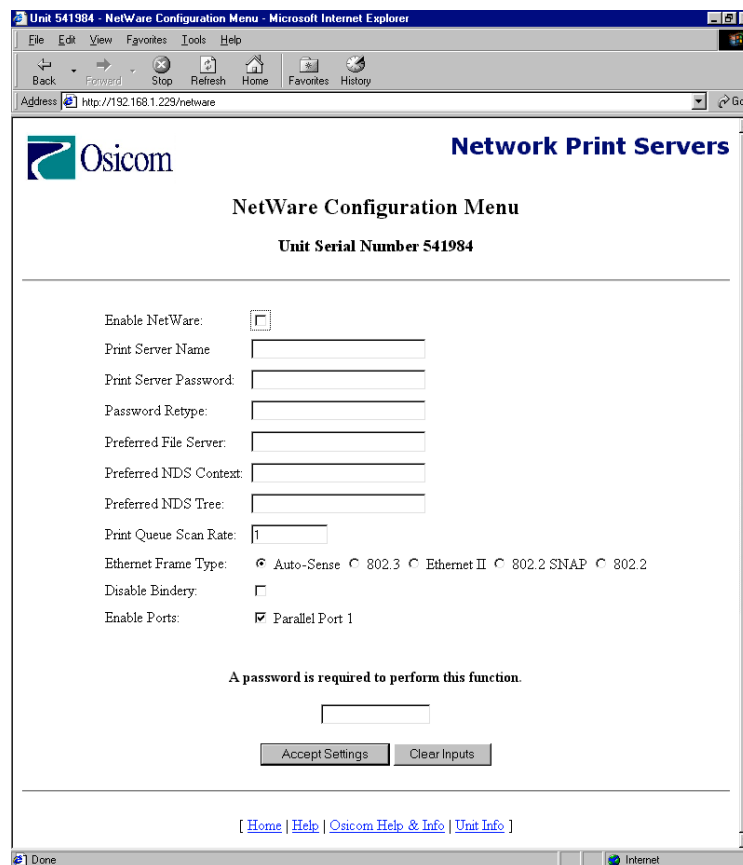 Unit 541984 - NetWare Configuration Menu - Microsoft Internet Explorer
File Edit View Favorites Tools Help
Back Forward Stop Refresh Home Favorites History
Address http://192.168.1.229/netware Go
Osicom
Network Print Servers
NetWare Configuration Menu
Unit Serial Number 541984
Enable NetWare:
Print Server Name
Print Server Password:
Password Retype:
Preferred File Server:
Preferred NDS Context:
Preferred NDS Tree:
Print Queue Scan Rate: 1
Ethernet Frame Type: Auto-Sense 802.3 Ethernet II 802.2 SNAP 802.2
Disable Bindery:
Enable Ports: Parallel Port 1
A password is required to perform this function.
Accept Settings Clear Inputs
[ Home | Help | Osicom Help & Info | Unit Info ]
Done Internet